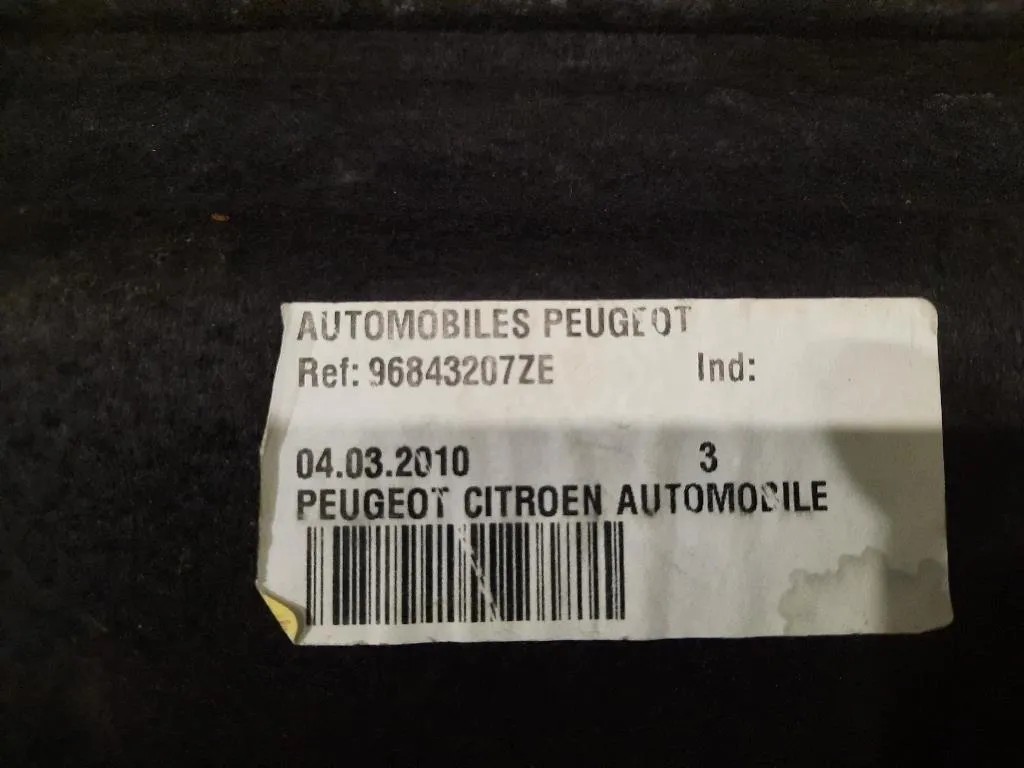 AUTOMOBILES PEUGEOT
Ref: 96843207ZE Ind:
04.03.2010 3
PEUGEOT CITROEN AUTOMOBILE